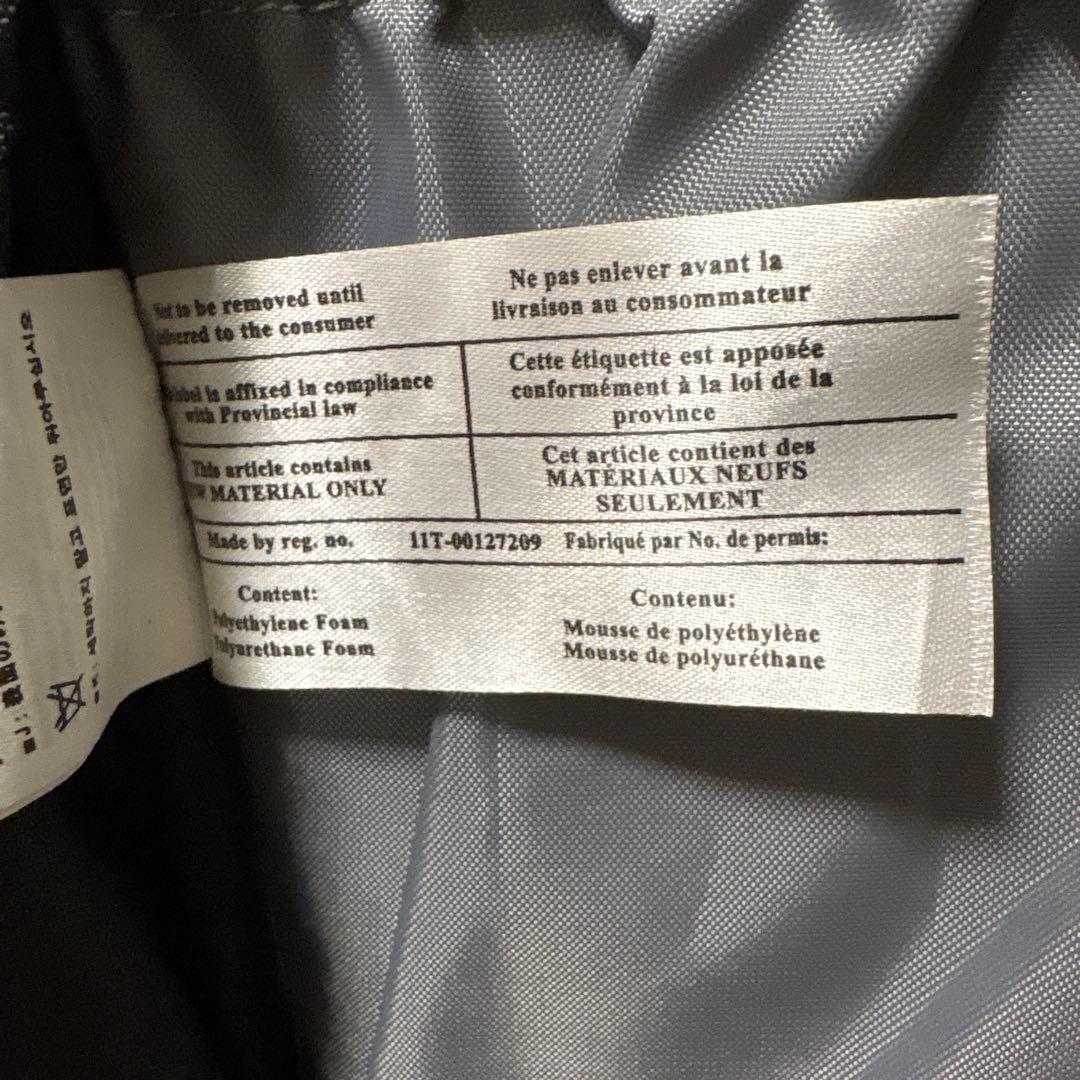 to be removed until
to the consumer
Ne pas enlever avant la
livraison au consommateur
is affixed in compliance
with Provincial law
Cette étiquette est apposée
conformément à la loi de la
province
This article contains
MATERIAL ONLY
Cet article contient des
MATÉRIAUX NEUFS
SEULEMENT
Made by reg. no. 11T-00127209 Fabriqué par No. de permis:
Content:
Polyethylene Foam
Polyurethane Foam
Contenu:
Mousse de polyéthylène
Mousse de polyuréthane